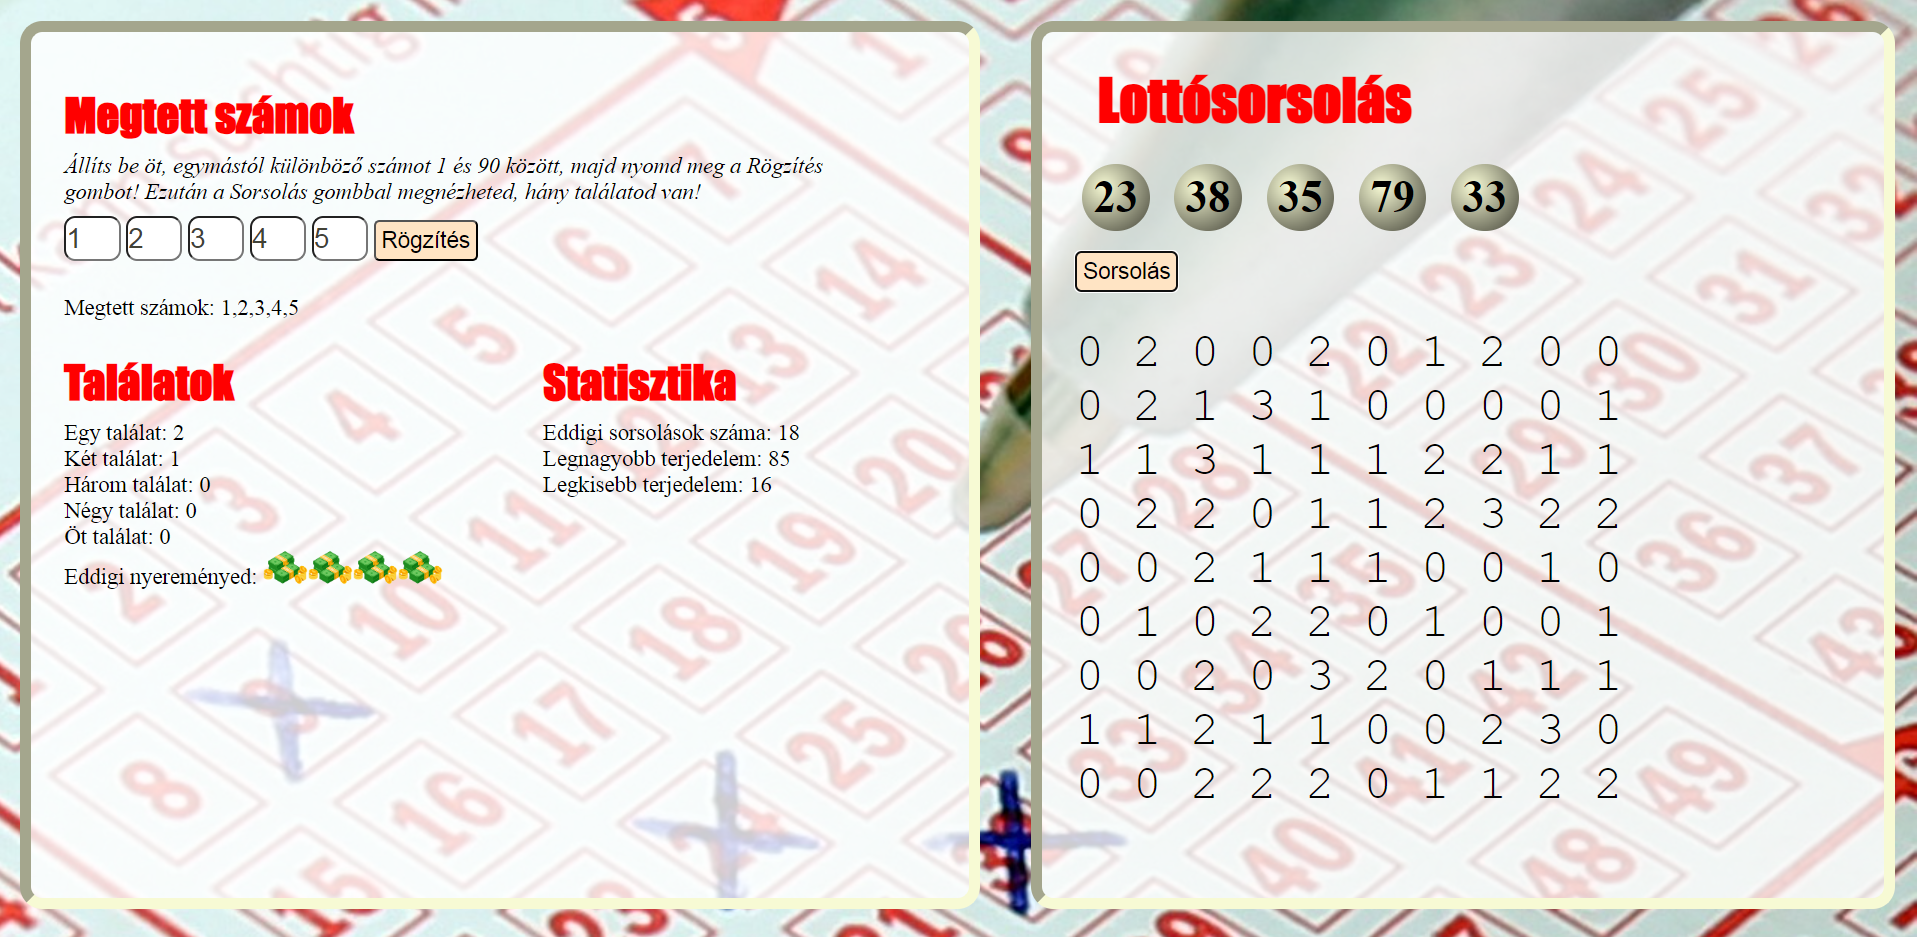 Megtett számok
Állíts be öt, egymástól különböző számot 1 és 90 között, majd nyomd meg a Rögzítés
gombot! Ezután a Sorsolás gombbal megnézheted, hány találatod van!
1 2 3 4 5 Rögzítés
Megtett számok: 1,2,3,4,5
Találatok
Egy találat: 2
Két találat: 1
Három találat: 0
Négy találat: 0
Öt találat: 0
Eddigi nyereményed:
Statisztika
Eddigi sorsolások száma: 18
Legnagyobb terjedelem: 85
Legkisebb terjedelem: 16
Lottósorsolás
23 38 35 79 33
Sorsolás
0 2 0 0 2 0 1 2 0 0
0 2 1 3 1 0 0 0 0 1
1 1 3 1 1 1 2 2 1 1
0 2 2 0 1 1 2 3 2 2
0 0 2 1 1 1 0 0 1 0
0 1 0 2 2 0 1 0 0 1
0 0 2 0 3 2 0 1 1 1
1 1 2 1 1 0 0 2 3 0
0 0 2 2 2 0 1 1 2 2